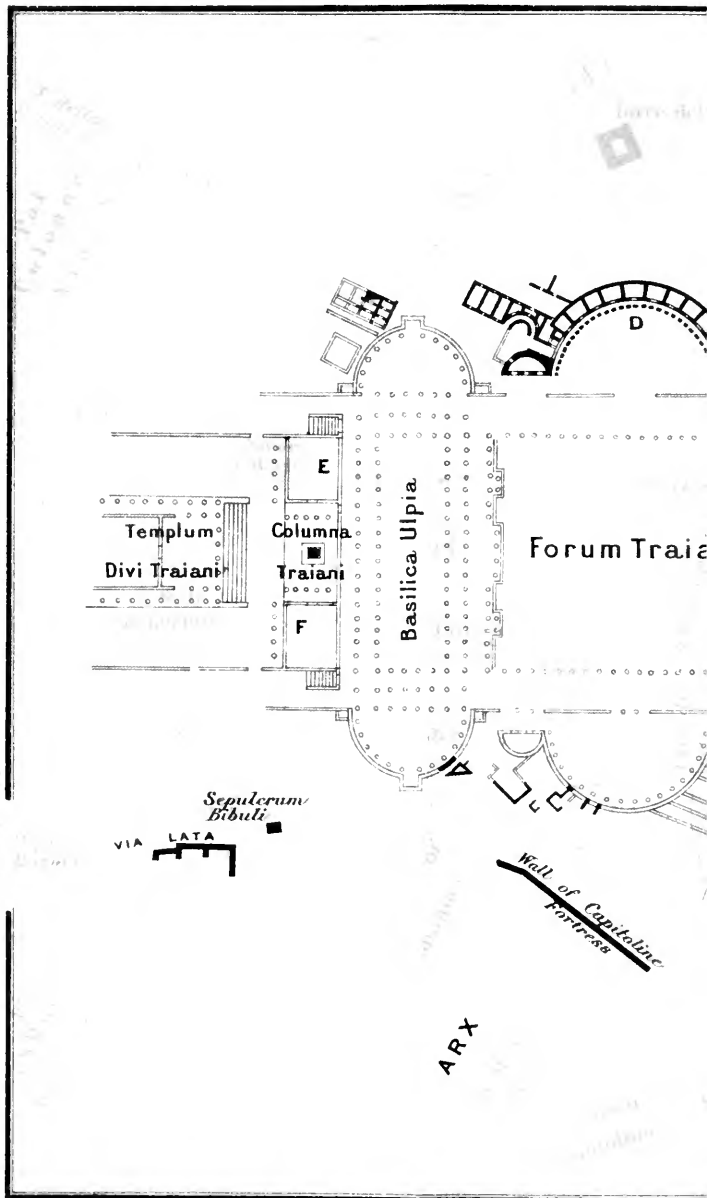 D
E
Templum
Divi Traiani
Columna
Traiani
F
Basilica Ulpia
Forum Traia
Sepulcrum
Bibuli
VIA LATA
Wall of Capitoline
Fortress
ARX